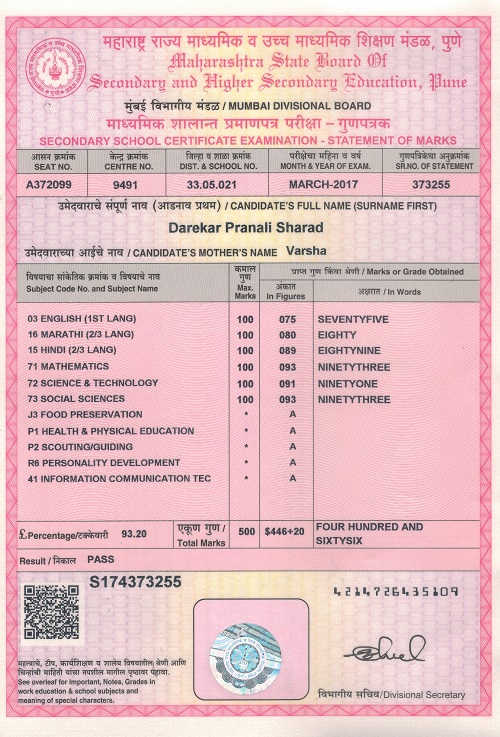 महाराष्ट्र राज्य माध्यमिक व उच्च माध्यमिक शिक्षण मंडळ, पुणे
Maharashtra State Board Of
Secondary and Higher Secondary Education, Pune
मुंबई विभागीय मंडळ / MUMBAI DIVISIONAL BOARD
माध्यमिक शालान्त प्रमाणपत्र परीक्षा – गुणपत्रक
SECONDARY SCHOOL CERTIFICATE EXAMINATION - STATEMENT OF MARKS
आसन क्रमांक केन्द्र क्रमांक जिल्हा व शाळा क्रमांक परीक्षेचा महिना व वर्ष गुणपत्रिकेचा अनुक्रमांक
SEAT NO. CENTRE NO. DIST. & SCHOOL NO. MONTH & YEAR OF EXAM. SR.NO. OF STATEMENT
A372099 9491 33.05.021 MARCH-2017 373255
उमेदवाराचे संपूर्ण नाव (आडनाव प्रथम) / CANDIDATE'S FULL NAME (SURNAME FIRST)
Darekar Pranali Sharad
उमेदवाराच्या आईचे नाव / CANDIDATE'S MOTHER'S NAME Varsha
विषयाचा सांकेतिक क्रमांक व विषयाचे नाव
Subject Code No. and Subject Name
कमाल
गुण
Max.
Marks
प्राप्त गुण किंवा श्रेणी / Marks or Grade Obtained
अंकात
In Figures
अक्षरात / In Words
03 ENGLISH (1ST LANG) 100 075 SEVENTYFIVE
16 MARATHI (2/3 LANG) 100 080 EIGHTY
15 HINDI (2/3 LANG) 100 089 EIGHTYNINE
71 MATHEMATICS 100 093 NINETYTHREE
72 SCIENCE & TECHNOLOGY 100 091 NINETYONE
73 SOCIAL SCIENCES 100 093 NINETYTHREE
J3 FOOD PRESERVATION * A
P1 HEALTH & PHYSICAL EDUCATION * A
P2 SCOUTING/GUIDING * A
R6 PERSONALITY DEVELOPMENT * A
41 INFORMATION COMMUNICATION TEC * A
£ Percentage/टक्केवारी 93.20
एकूण गुण /
Total Marks
500 $446+20
FOUR HUNDRED AND
SIXTYSIX
Result / निकाल PASS
S174373255
4214726435109
महत्वाचे, टीप, कार्यशिक्षण व शालेय विषयातील श्रेणी आणि
चिन्हांची माहिती यांचा तपशील मागील पृष्ठावर पहावा.
See overleaf for Important, Notes, Grades in
work education & school subjects and
meaning of special characters.
विभागीय सचिव/Divisional Secretary